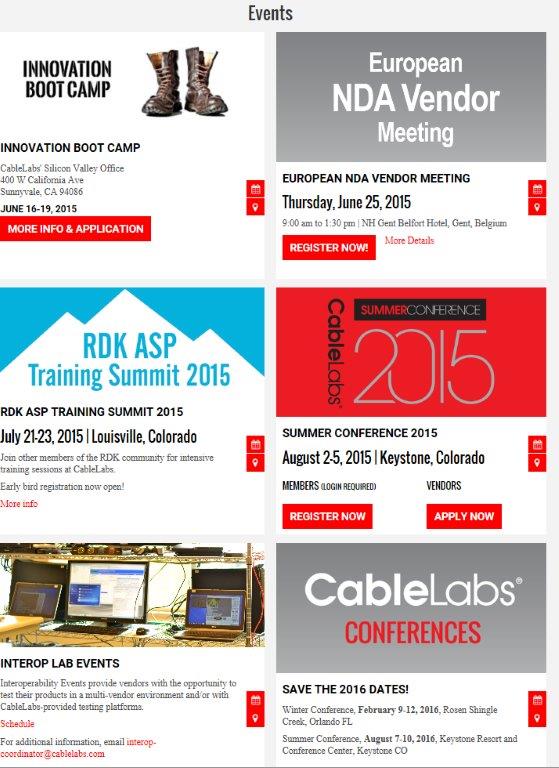 Events
INNOVATION
BOOT CAMP
INNOVATION BOOT CAMP
CableLabs' Silicon Valley Office
400 W California Ave
Sunnyvale, CA 94086
JUNE 16-19, 2015
MORE INFO & APPLICATION
European
NDA Vendor
Meeting
EUROPEAN NDA VENDOR MEETING
Thursday, June 25, 2015
9:00 am to 1:30 pm | NH Gent Belfort Hotel, Gent, Belgium
REGISTER NOW!
More Details
RDK ASP
Training Summit 2015
RDK ASP TRAINING SUMMIT 2015
July 21-23, 2015 | Louisville, Colorado
Join other members of the RDK community for intensive
training sessions at CableLabs.
Early bird registration now open!
More info
CableLabs
SUMMERCONFERENCE
2015
SUMMER CONFERENCE 2015
August 2-5, 2015 | Keystone, Colorado
MEMBERS (LOGIN REQUIRED)
VENDORS
REGISTER NOW
APPLY NOW
INTEROP LAB EVENTS
Interoperability Events provide vendors with the opportunity to
test their products in a multi-vendor environment and/or with
CableLabs-provided testing platforms.
Schedule
For additional information, email interop-
coordinator@cablelabs.com
CableLabs®
CONFERENCES
SAVE THE 2016 DATES!
Winter Conference, February 9-12, 2016, Rosen Shingle
Creek, Orlando FL
Summer Conference, August 7-10, 2016, Keystone Resort and
Conference Center, Keystone CO